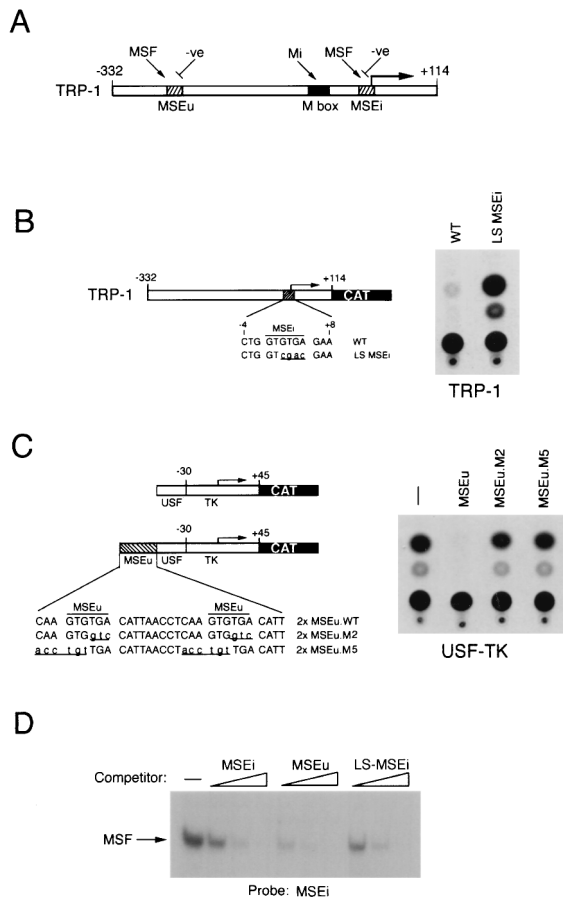 A
MSF -ve Mi MSF -ve
-332 +114
TRP-1
MSEu M box MSEi
B
WT LS MSEi
-332 +114
TRP-1 CAT
-4 MSEi +8
CTG GTGTGA GAA WT
CTG GTcgac GAA LS MSEi
TRP-1
C
— MSEu MSEu.M2 MSEu.M5
-30 +45
CAT
USF TK
-30 +45
CAT
MSEu USF TK
MSEu MSEu
CAA GTGTGA CATTAACCTCAA GTGTGA CATT 2x MSEu.WT
CAA GTGgtc CATTAACCTCAA GTGgtc CATT 2x MSEu.M2
acc tgtTGA CATTAACCTacc tgtTGA CATT 2x MSEu.M5
USF-TK
D
MSEi MSEu LS-MSEi
Competitor: —
MSF
Probe: MSEi